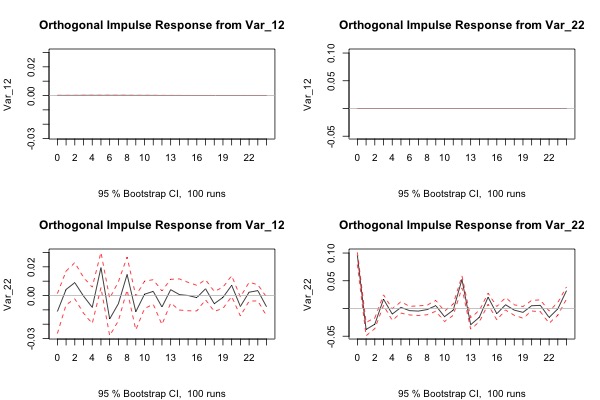 Orthogonal Impulse Response from Var_12
Var_12
0.02
0.00
-0.03
0 2 4 6 8 10 13 16 19 22
95 % Bootstrap CI, 100 runs
Orthogonal Impulse Response from Var_22
Var_12
0.10
0.05
-0.05
0 2 4 6 8 10 13 16 19 22
95 % Bootstrap CI, 100 runs
Orthogonal Impulse Response from Var_12
Var_22
0.02
0.00
-0.03
0 2 4 6 8 10 13 16 19 22
95 % Bootstrap CI, 100 runs
Orthogonal Impulse Response from Var_22
Var_22
0.10
0.05
-0.05
0 2 4 6 8 10 13 16 19 22
95 % Bootstrap CI, 100 runs